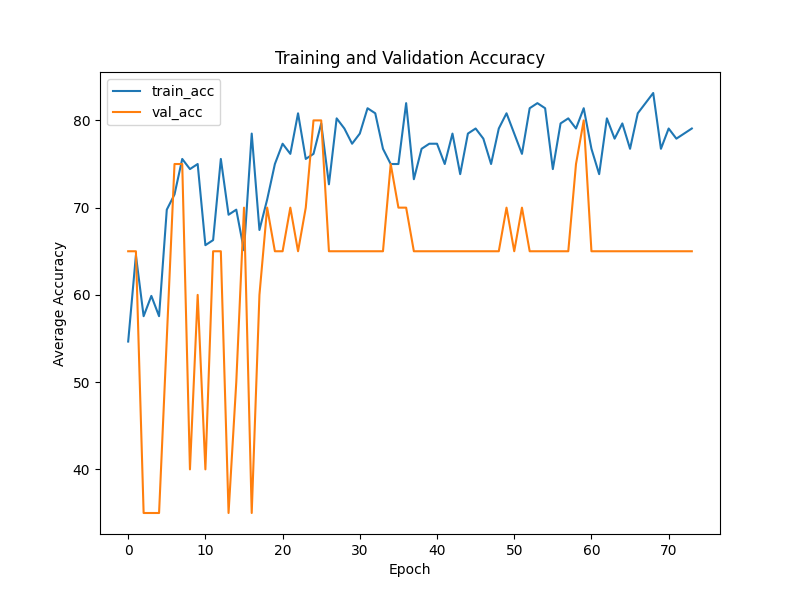 Training and Validation Accuracy
train_acc
val_acc
80
70
60
50
40
Average Accuracy
0 10 20 30 40 50 60 70
Epoch